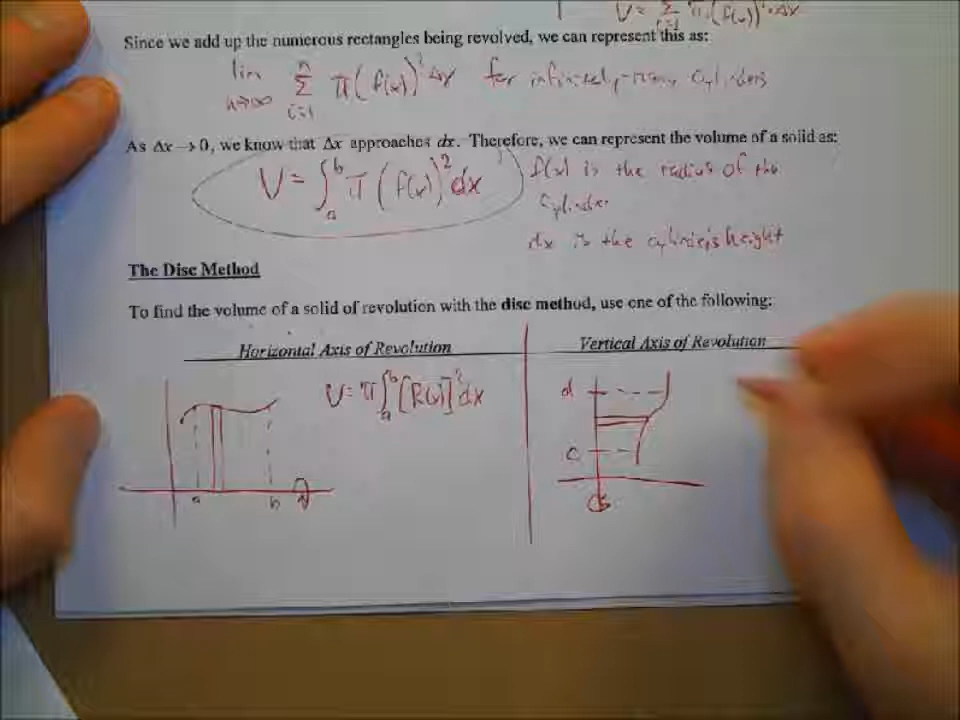 V = Σ i=1 π(f(x))² · Δx
Since we add up the numerous rectangles being revolved, we can represent this as:
lim n→∞ n Σ i=1 π(f(x))² Δx for infinitely-many cylinders
As Δx→0, we know that Δx approaches dx. Therefore, we can represent the volume of a solid as:
V = ∫ₐᵇ π (f(x))² dx
f(x) is the radius of the
cylinder
dx is the cylinder's height
The Disc Method
To find the volume of a solid of revolution with the disc method, use one of the following:
Horizontal Axis of Revolution
V = π∫ₐᵇ [R(x)]² dx
a b
Vertical Axis of Revolution
d
c